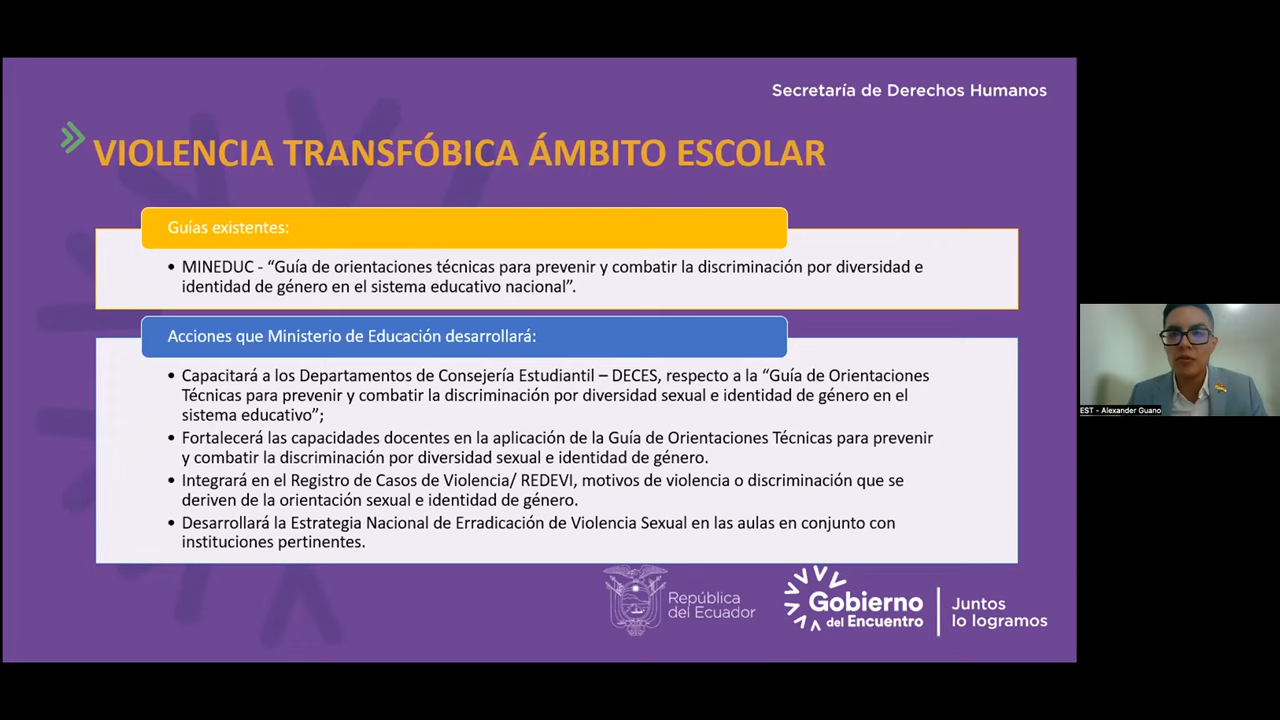 Secretaría de Derechos Humanos
VIOLENCIA TRANSFÓBICA ÁMBITO ESCOLAR
Guías existentes:
• MINEDUC - “Guía de orientaciones técnicas para prevenir y combatir la discriminación por diversidad e
identidad de género en el sistema educativo nacional”.
Acciones que Ministerio de Educación desarrollará:
• Capacitará a los Departamentos de Consejería Estudiantil – DECES, respecto a la “Guía de Orientaciones
Técnicas para prevenir y combatir la discriminación por diversidad sexual e identidad de género en el
sistema educativo”;
• Fortalecerá las capacidades docentes en la aplicación de la Guía de Orientaciones Técnicas para prevenir
y combatir la discriminación por diversidad sexual e identidad de género.
• Integrará en el Registro de Casos de Violencia/ REDEVI, motivos de violencia o discriminación que se
deriven de la orientación sexual e identidad de género.
• Desarrollará la Estrategia Nacional de Erradicación de Violencia Sexual en las aulas en conjunto con
instituciones pertinentes.
EST - Alexander Guano
República
del Ecuador
Gobierno
del Encuentro
Juntos
lo logramos